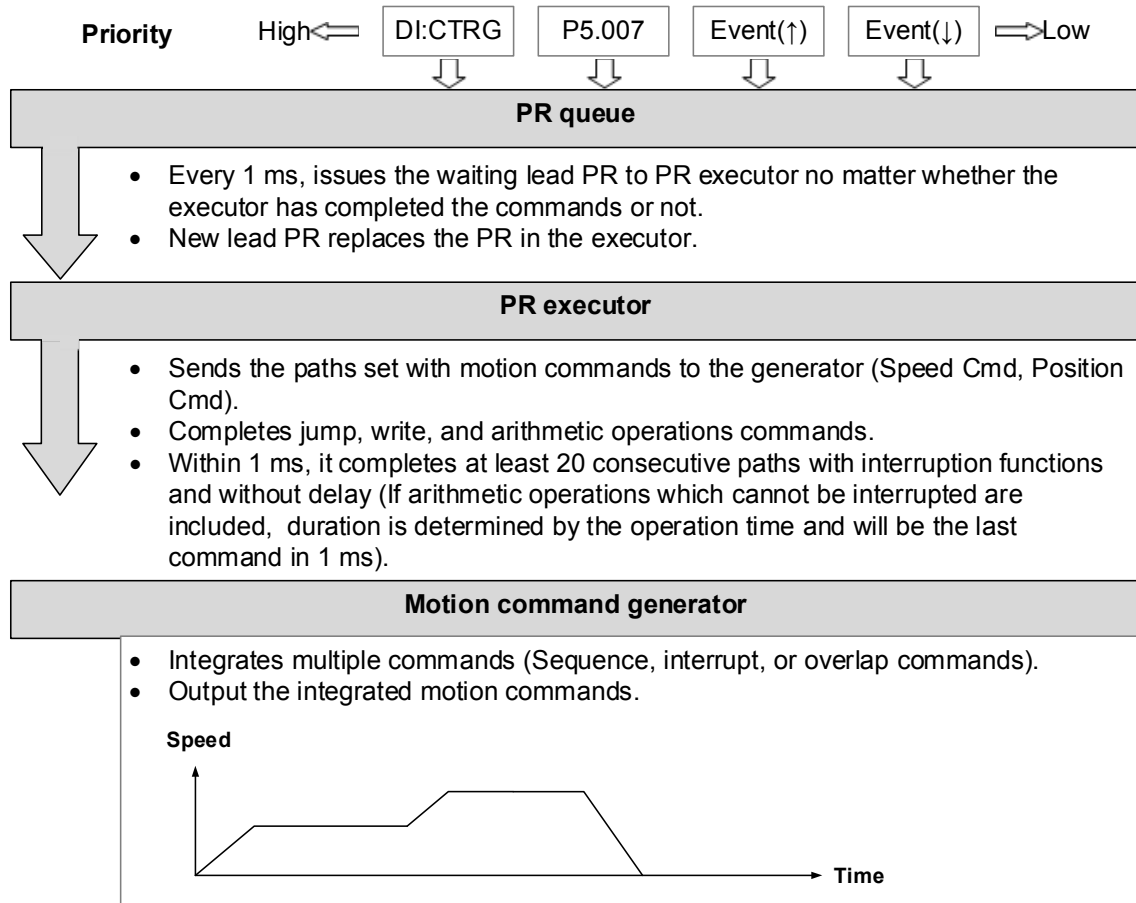 Priority High DI:CTRG P5.007 Event(↑) Event(↓) Low
PR queue
• Every 1 ms, issues the waiting lead PR to PR executor no matter whether the
executor has completed the commands or not.
• New lead PR replaces the PR in the executor.
PR executor
• Sends the paths set with motion commands to the generator (Speed Cmd, Position
Cmd).
• Completes jump, write, and arithmetic operations commands.
• Within 1 ms, it completes at least 20 consecutive paths with interruption functions
and without delay (If arithmetic operations which cannot be interrupted are
included,  duration is determined by the operation time and will be the last
command in 1 ms).
Motion command generator
• Integrates multiple commands (Sequence, interrupt, or overlap commands).
• Output the integrated motion commands.
Speed
Time